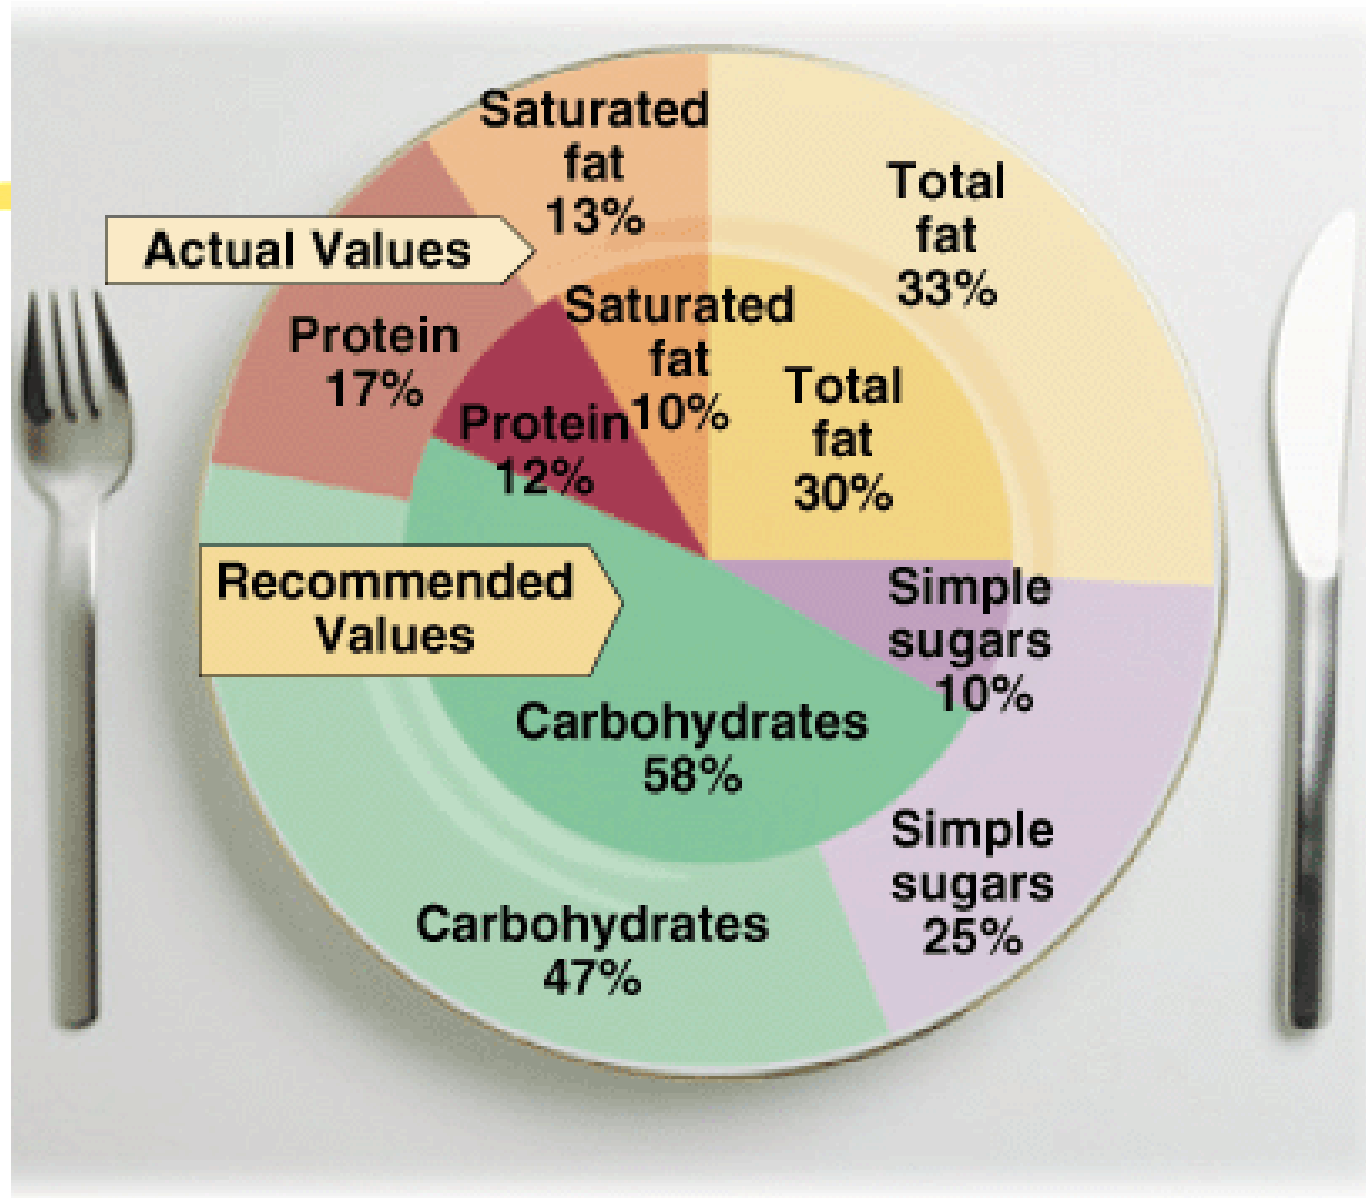 Saturated
fat
13%
Total
fat
33%
Actual Values
Protein
17%
Saturated
fat
10%
Total
fat
30%
Protein
12%
Recommended
Values
Simple
sugars
10%
Carbohydrates
58%
Simple
sugars
25%
Carbohydrates
47%